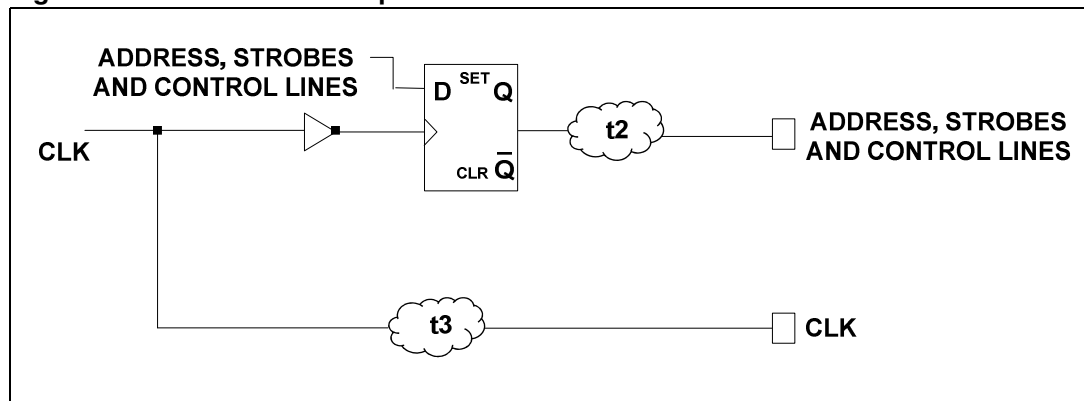 ADDRESS, STROBES
AND CONTROL LINES
D SET Q
CLK
CLR Q̅
t2
ADDRESS, STROBES
AND CONTROL LINES
t3
CLK